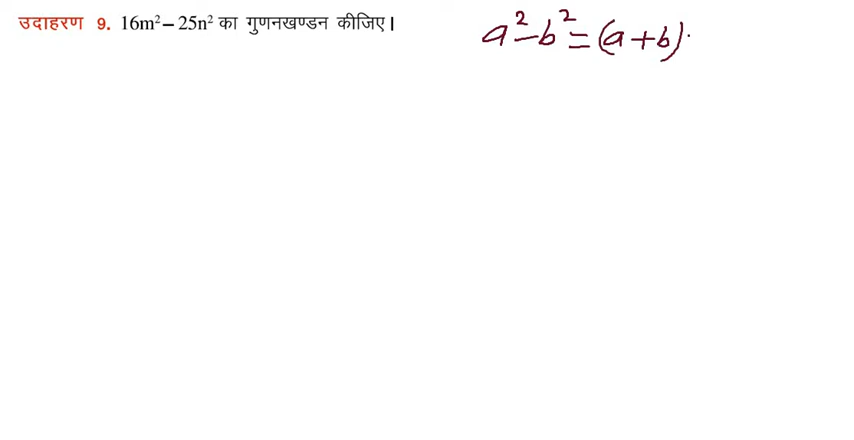 उदाहरण 9. 16m² – 25n² का गुणनखण्डन कीजिए।
a² – b² = (a + b) ·